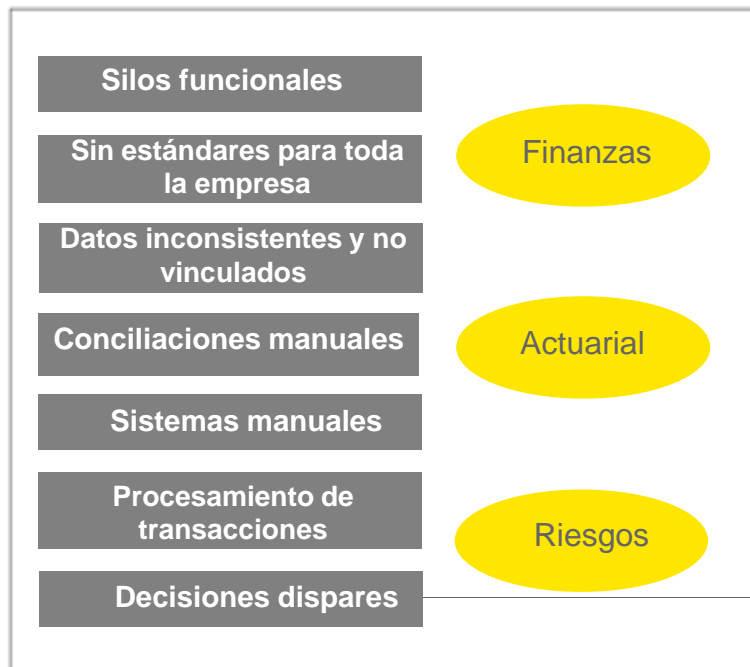 Silos funcionales
Sin estándares para toda
la empresa
Datos inconsistentes y no
vinculados
Conciliaciones manuales
Sistemas manuales
Procesamiento de
transacciones
Decisiones dispares
Finanzas
Actuarial
Riesgos